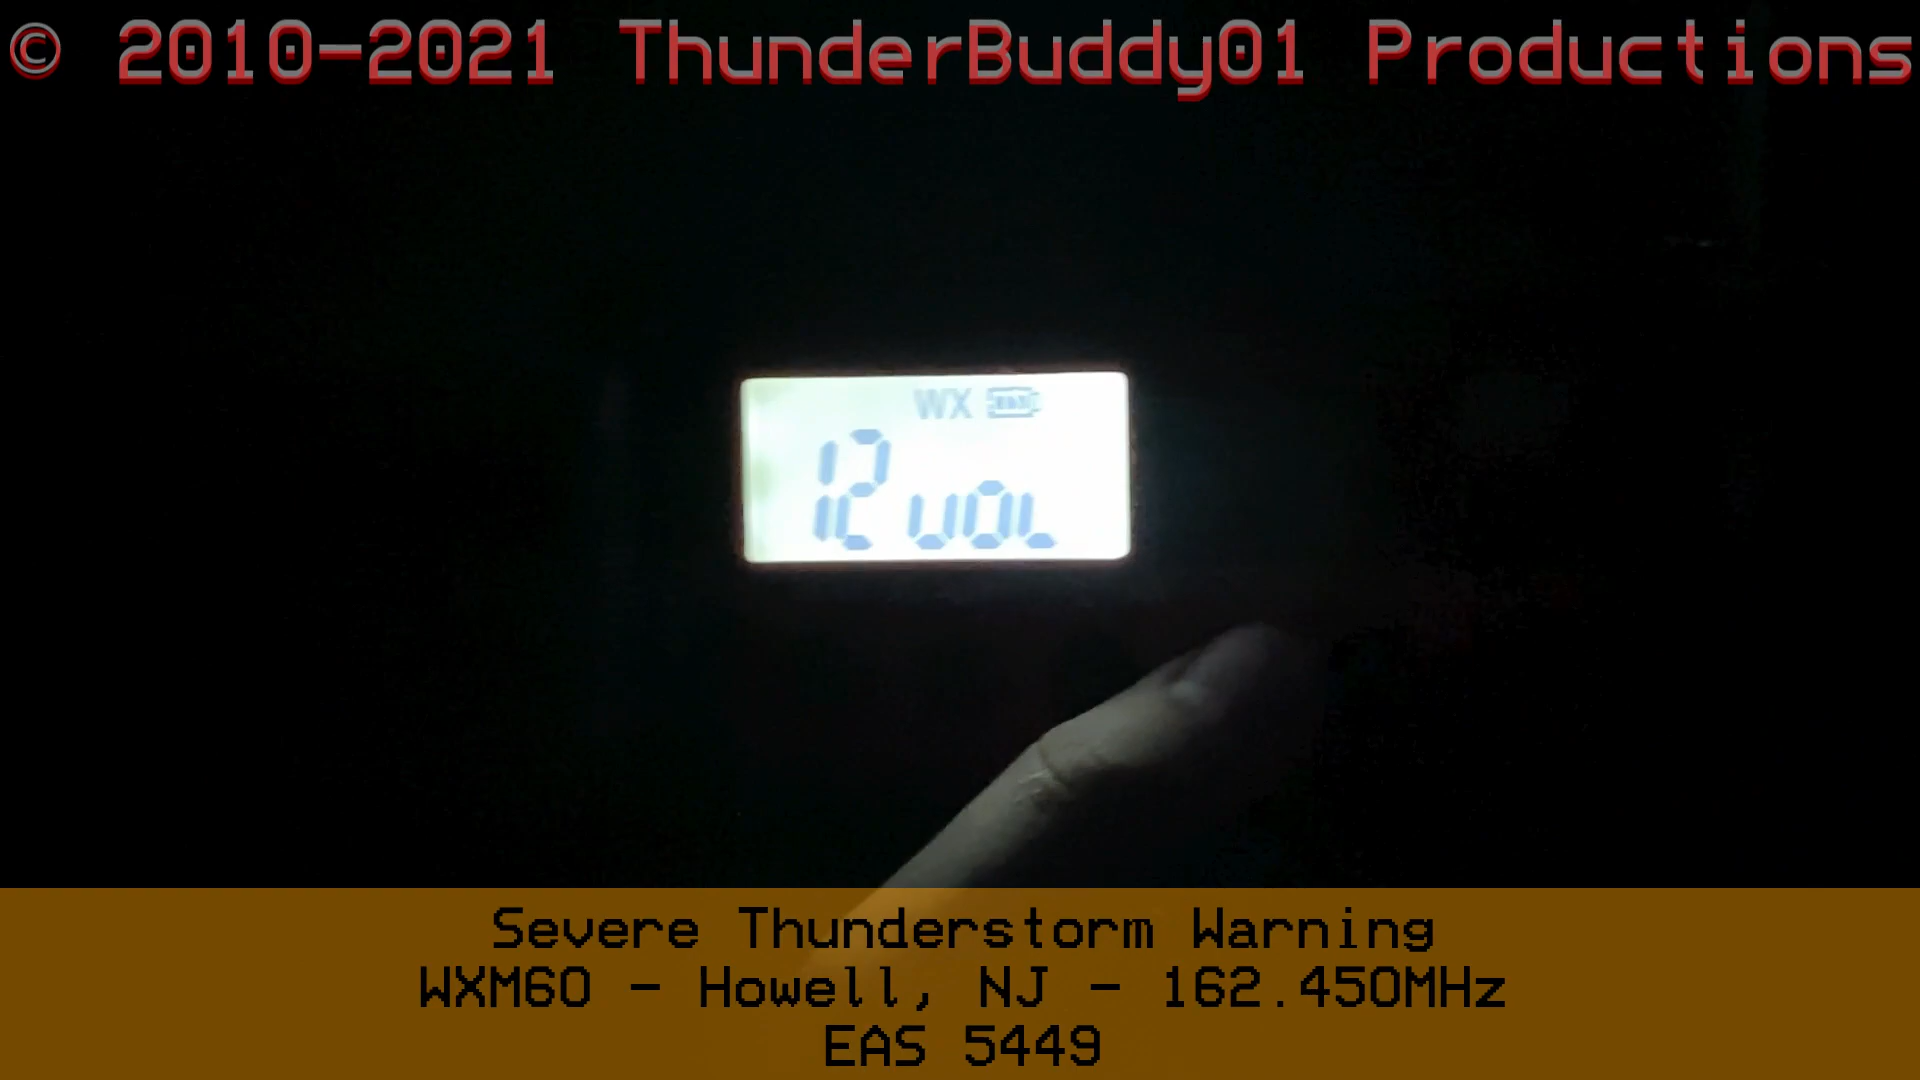 © 2010-2021 ThunderBuddy01 Productions
WX
12 VOL
Severe Thunderstorm Warning
WXM60 - Howell, NJ - 162.450MHz
EAS 5449